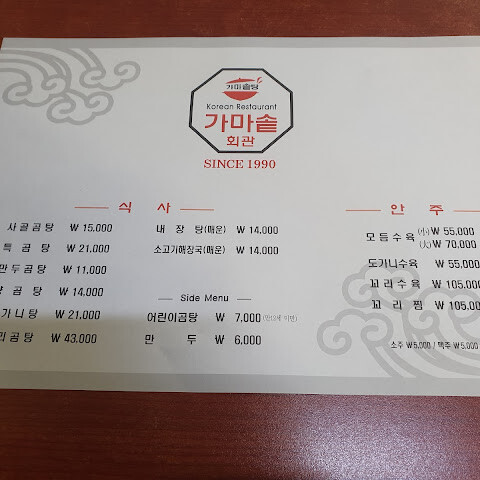 가마솥탕
Korean Restaurant
가마솥
회관
SINCE 1990
식 사
사골곰탕 ₩ 15,000
특 곰 탕 ₩ 21,000
만두곰탕 ₩ 11,000
곰 탕 ₩ 14,000
가니탕 ₩ 21,000
리곰탕 ₩ 43,000
내 장 탕(매운) ₩ 14,000
소고기해장국(매운) ₩ 14,000
Side Menu
어린이곰탕 ₩ 7,000
만 두 ₩ 6,000
안 주
모듬수육 (小) ₩ 55,000
(大) ₩ 70,000
도가니수육 ₩ 55,000
꼬리수육 ₩ 105,000
꼬 리 찜 ₩ 105,000
소주 ₩5,000 / 맥주 ₩5,000